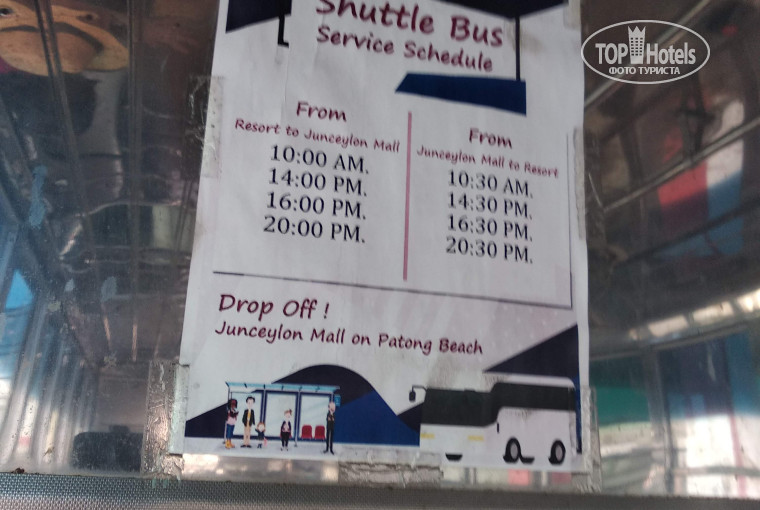 Shuttle Bus
Service Schedule
From
Resort to Junceylon Mall
10:00 AM.
14:00 PM.
16:00 PM.
20:00 PM.
From
Junceylon Mall to Resort
10:30 AM.
14:30 PM.
16:30 PM.
20:30 PM.
Drop Off !
Junceylon Mall on Patong Beach
TOP Hotels
ФОТО ТУРИСТА